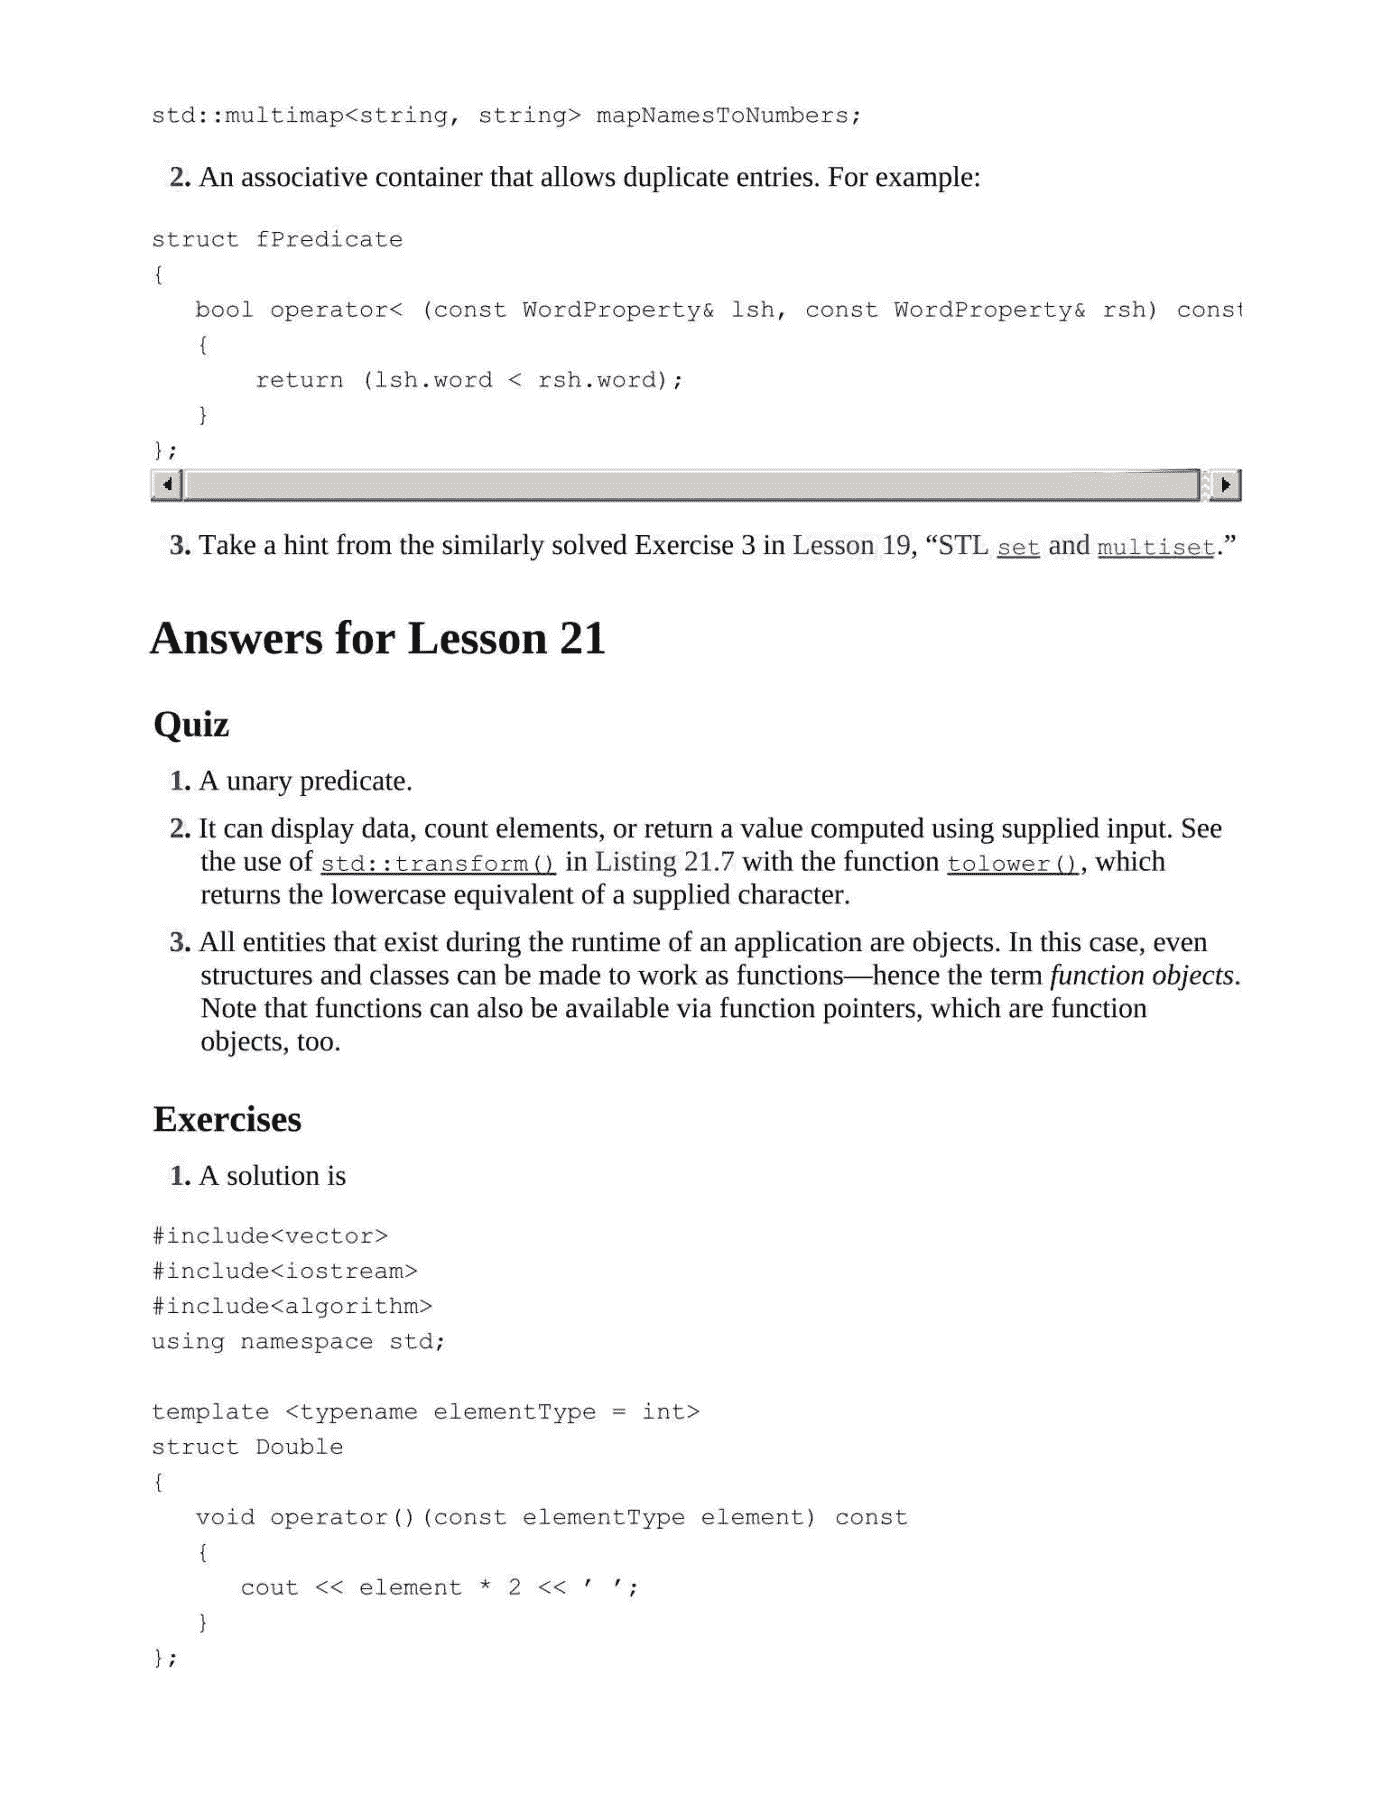 std::multimap<string, string> mapNamesToNumbers;
2. An associative container that allows duplicate entries. For example:
struct fPredicate
{
   bool operator< (const WordProperty& lsh, const WordProperty& rsh) const
   {
       return (lsh.word < rsh.word);
   }
};
3. Take a hint from the similarly solved Exercise 3 in Lesson 19, “STL set and multiset.”
Answers for Lesson 21
Quiz
1. A unary predicate.
2. It can display data, count elements, or return a value computed using supplied input. See
the use of std::transform() in Listing 21.7 with the function tolower(), which
returns the lowercase equivalent of a supplied character.
3. All entities that exist during the runtime of an application are objects. In this case, even
structures and classes can be made to work as functions—hence the term function objects.
Note that functions can also be available via function pointers, which are function
objects, too.
Exercises
1. A solution is
#include<vector>
#include<iostream>
#include<algorithm>
using namespace std;
template <typename elementType = int>
struct Double
{
   void operator()(const elementType element) const
   {
      cout << element * 2 << ’ ’;
   }
};